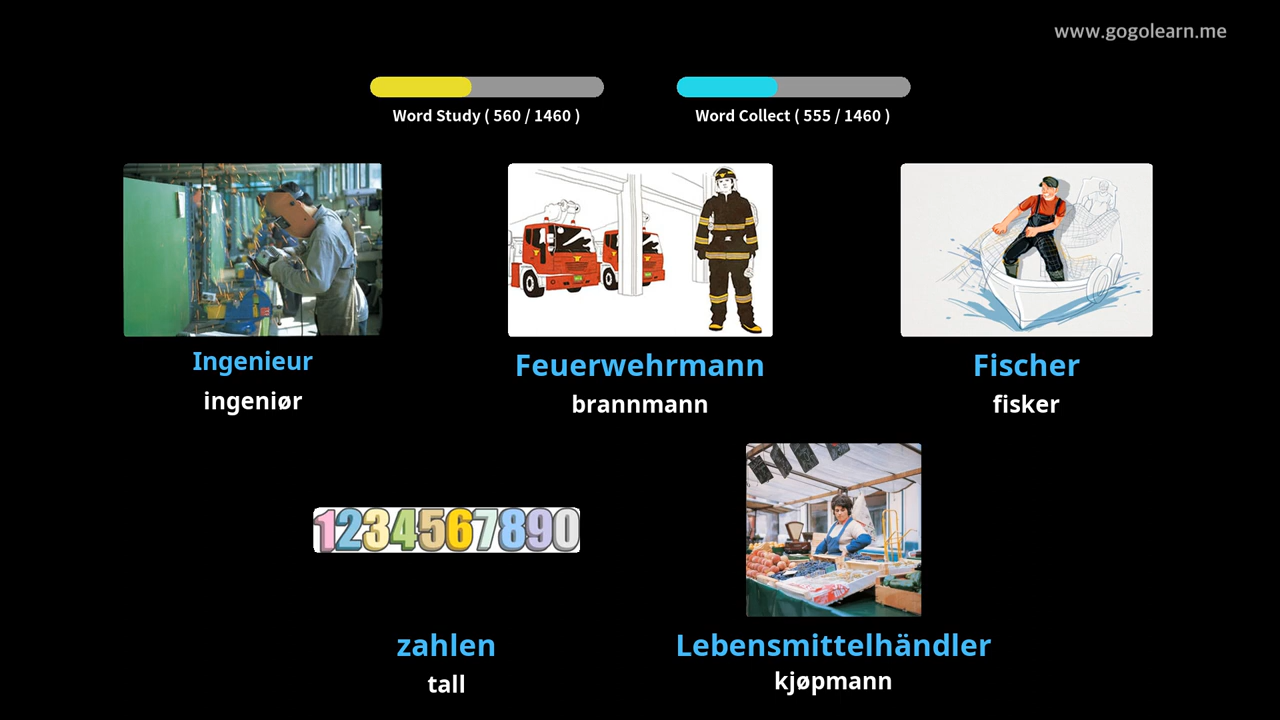 www.gogolearn.me
Word Study ( 560 / 1460 )
Word Collect ( 555 / 1460 )
Ingenieur
ingeniør
Feuerwehrmann
brannmann
Fischer
fisker
1234567890
zahlen
tall
Lebensmittelhändler
kjøpmann